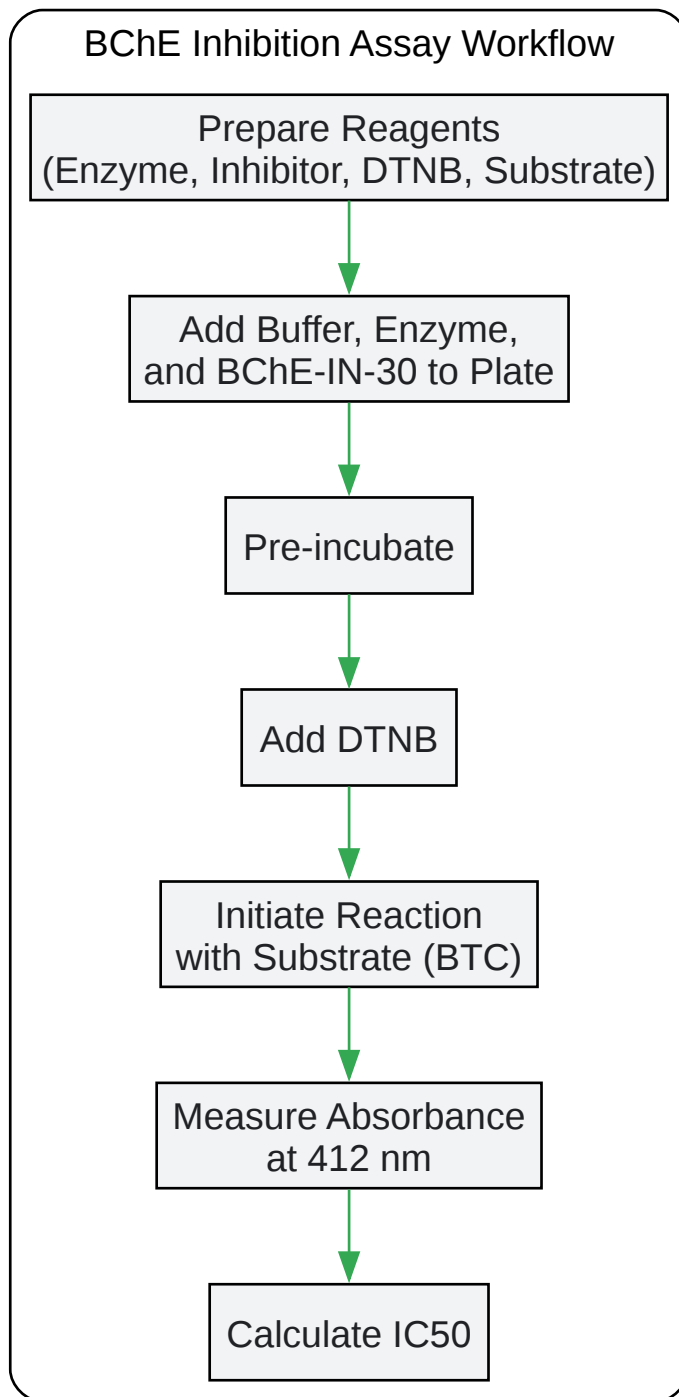 BChE Inhibition Assay Workflow
Prepare Reagents
(Enzyme, Inhibitor, DTNB, Substrate)
Add Buffer, Enzyme,
and BChE-IN-30 to Plate
Pre-incubate
Add DTNB
Initiate Reaction
with Substrate (BTC)
Measure Absorbance
at 412 nm
Calculate IC50